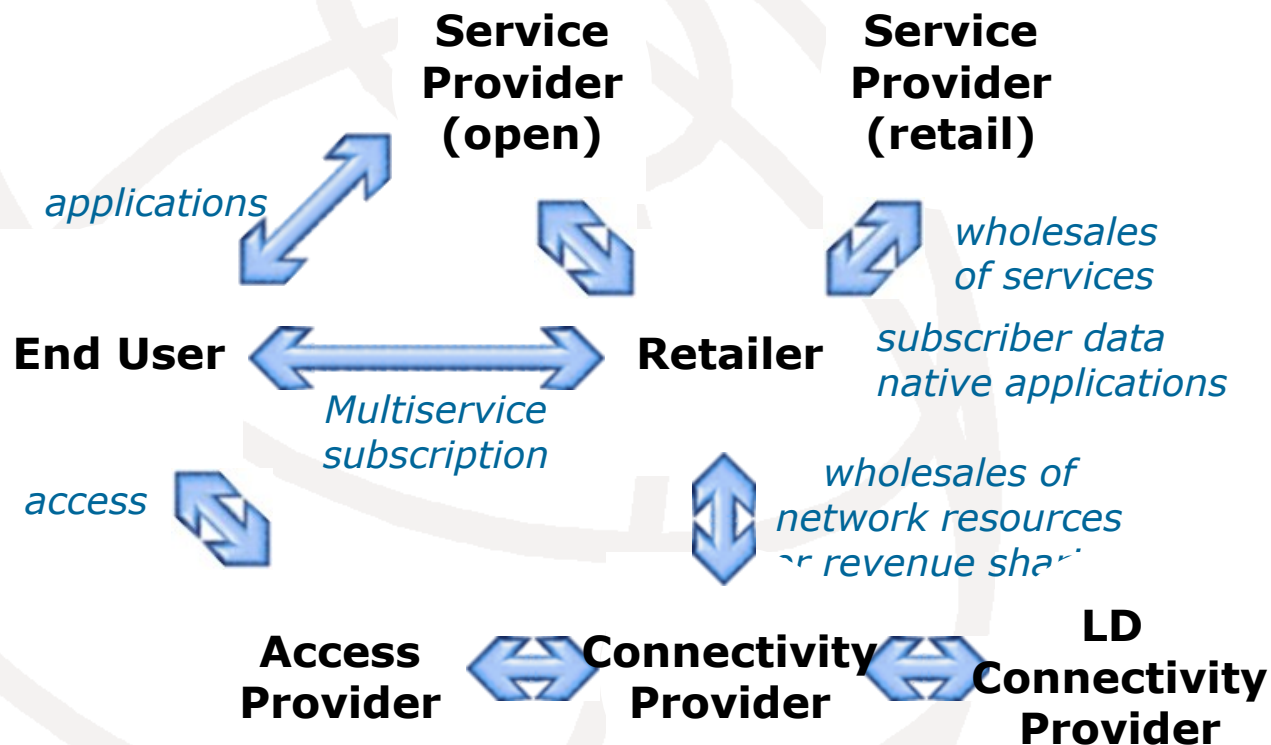 Service
Provider
(open)
Service
Provider
(retail)
applications
wholesales
of services
End User
Retailer
subscriber data
native applications
Multiservice
subscription
access
wholesales of
network resources
or revenue
Access
Provider
Connectivity
Provider
LD
Connectivity
Provider